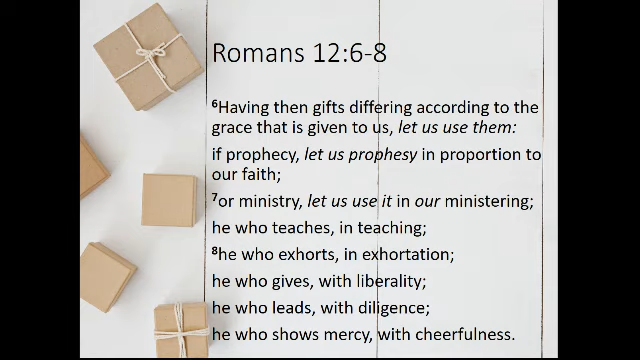 Romans 12:6-8
⁶Having then gifts differing according to the
grace that is given to us, let us use them:
if prophecy, let us prophesy in proportion to
our faith;
⁷or ministry, let us use it in our ministering;
he who teaches, in teaching;
⁸he who exhorts, in exhortation;
he who gives, with liberality;
he who leads, with diligence;
he who shows mercy, with cheerfulness.